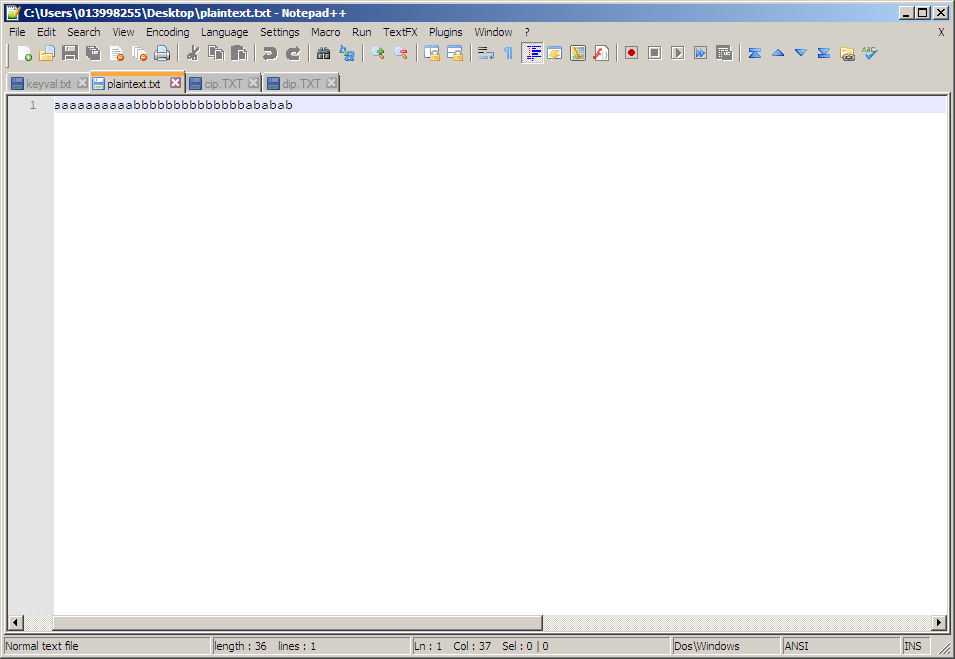 C:\Users\013998255\Desktop\plaintext.txt - Notepad++
File Edit Search View Encoding Language Settings Macro Run TextFX Plugins Window ? X
ABC
keyval.txt plaintext.txt cip.TXT dip.TXT
1 aaaaaaaaaabbbbbbbbbbbbbbababab
Normal text file length : 36 lines : 1 Ln : 1 Col : 37 Sel : 0 | 0 Dos\Windows ANSI INS